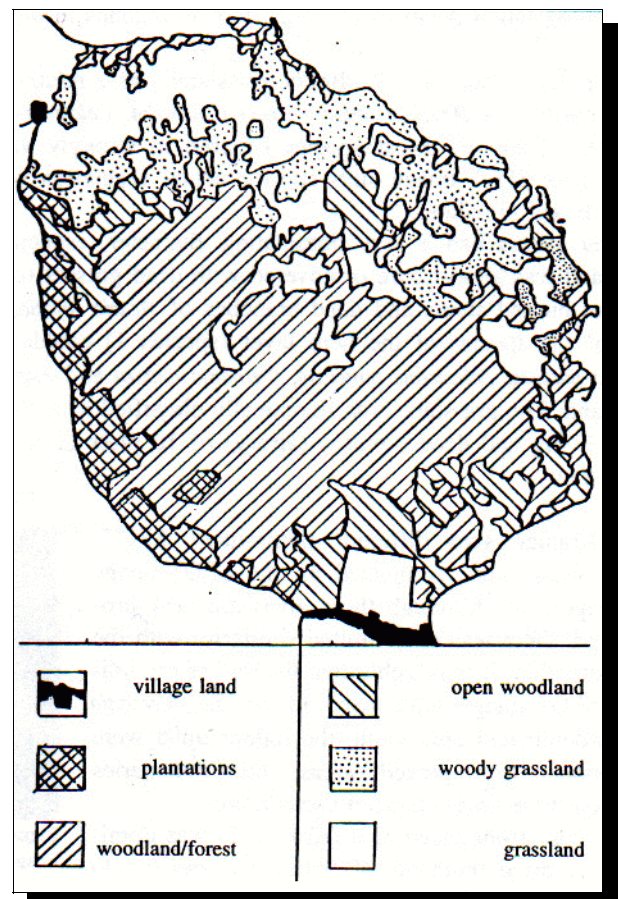 village land
plantations
woodland/forest
open woodland
woody grassland
grassland